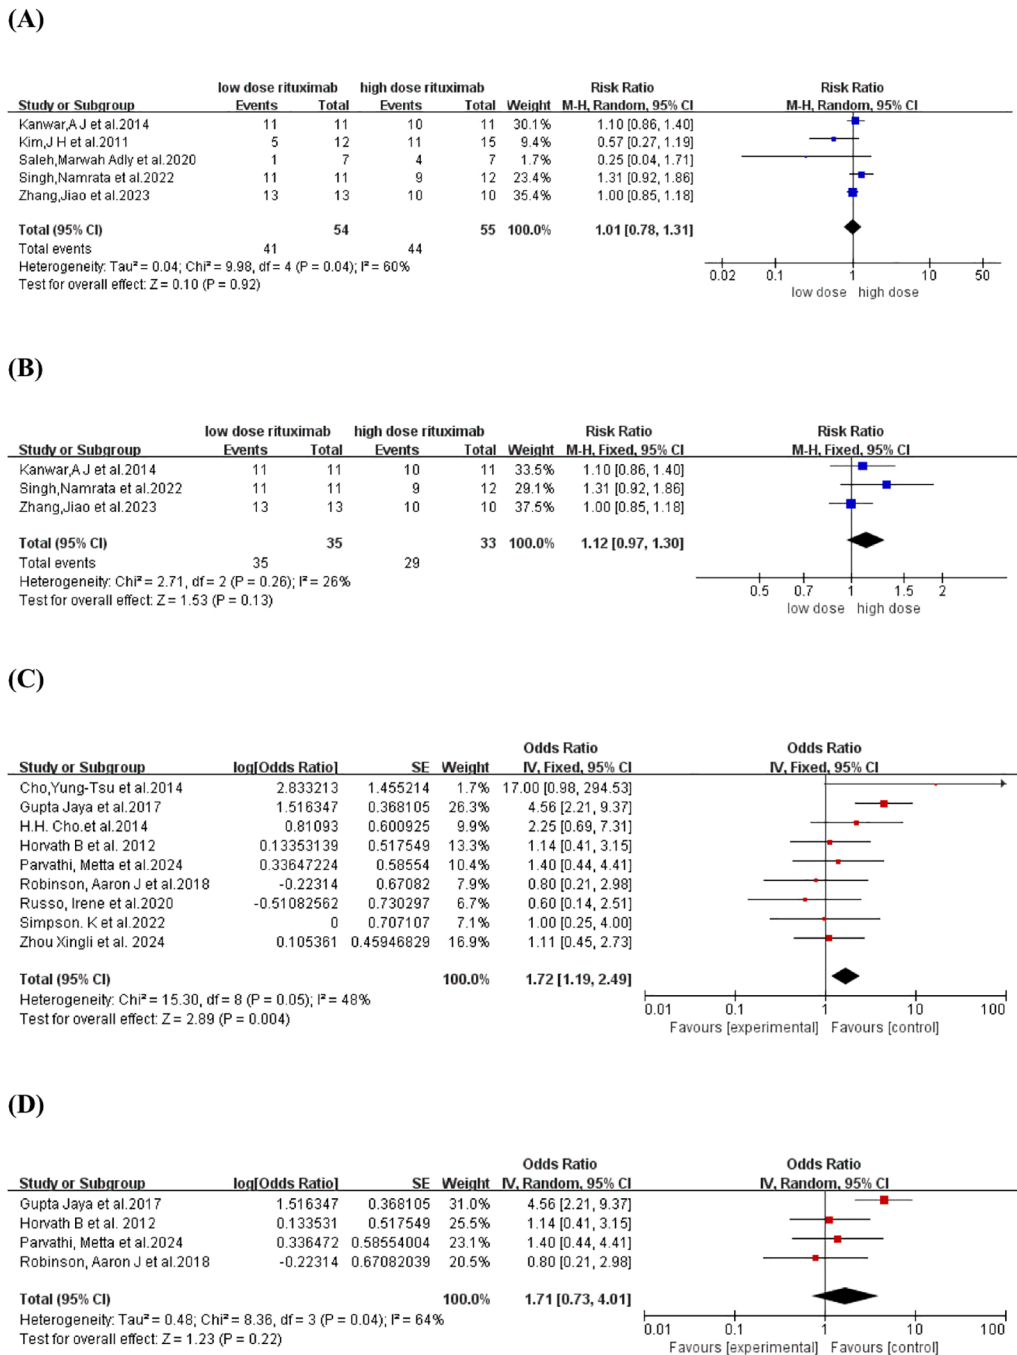 (A)
low dose rituximab high dose rituximab Risk Ratio Risk Ratio
Study or Subgroup Events Total Events Total Weight M-H, Random, 95% CI M-H, Random, 95% CI
Kanwar,A J et al.2014 11 11 10 11 30.1% 1.10 [0.86, 1.40]
Kim,J H et al.2011 5 12 11 15 9.4% 0.57 [0.27, 1.19]
Saleh,Marwah Adly et al.2020 1 7 4 7 1.7% 0.25 [0.04, 1.71]
Singh,Namrata et al.2022 11 11 9 12 23.4% 1.31 [0.92, 1.86]
Zhang,Jiao et al.2023 13 13 10 10 35.4% 1.00 [0.85, 1.18]
Total (95% CI) 54 55 100.0% 1.01 [0.78, 1.31]
Total events 41 44
Heterogeneity: Tau² = 0.04; Chi² = 9.98, df = 4 (P = 0.04); I² = 60%
Test for overall effect: Z = 0.10 (P = 0.92)
0.02 0.1 1 10 50
low dose high dose
(B)
low dose rituximab high dose rituximab Risk Ratio Risk Ratio
Study or Subgroup Events Total Events Total Weight M-H, Fixed, 95% CI M-H, Fixed, 95% CI
Kanwar,A J et al.2014 11 11 10 11 33.5% 1.10 [0.86, 1.40]
Singh,Namrata et al.2022 11 11 9 12 29.1% 1.31 [0.92, 1.86]
Zhang,Jiao et al.2023 13 13 10 10 37.5% 1.00 [0.85, 1.18]
Total (95% CI) 35 33 100.0% 1.12 [0.97, 1.30]
Total events 35 29
Heterogeneity: Chi² = 2.71, df = 2 (P = 0.26); I² = 26%
Test for overall effect: Z = 1.53 (P = 0.13)
0.5 0.7 1 1.5 2
low dose high dose
(C)
Odds Ratio Odds Ratio
Study or Subgroup log[Odds Ratio] SE Weight IV, Fixed, 95% CI IV, Fixed, 95% CI
Cho,Yung-Tsu et al.2014 2.833213 1.455214 1.7% 17.00 [0.98, 294.53]
Gupta Jaya et al.2017 1.516347 0.368105 26.3% 4.56 [2.21, 9.37]
H.H. Cho.et al.2014 0.81093 0.600925 9.9% 2.25 [0.69, 7.31]
Horvath B et al. 2012 0.13353139 0.517549 13.3% 1.14 [0.41, 3.15]
Parvathi, Metta et al.2024 0.33647224 0.58554 10.4% 1.40 [0.44, 4.41]
Robinson, Aaron J et al.2018 -0.22314 0.67082 7.9% 0.80 [0.21, 2.98]
Russo, Irene et al.2020 -0.51082562 0.730297 6.7% 0.60 [0.14, 2.51]
Simpson. K et al.2022 0 0.707107 7.1% 1.00 [0.25, 4.00]
Zhou Xingli et al. 2024 0.105361 0.45946829 16.9% 1.11 [0.45, 2.73]
Total (95% CI) 100.0% 1.72 [1.19, 2.49]
Heterogeneity: Chi² = 15.30, df = 8 (P = 0.05); I² = 48%
Test for overall effect: Z = 2.89 (P = 0.004)
0.01 0.1 1 10 100
Favours [experimental] Favours [control]
(D)
Odds Ratio Odds Ratio
Study or Subgroup log[Odds Ratio] SE Weight IV, Random, 95% CI IV, Random, 95% CI
Gupta Jaya et al.2017 1.516347 0.368105 31.0% 4.56 [2.21, 9.37]
Horvath B et al. 2012 0.133531 0.517549 25.5% 1.14 [0.41, 3.15]
Parvathi, Metta et al.2024 0.336472 0.58554004 23.1% 1.40 [0.44, 4.41]
Robinson, Aaron J et al.2018 -0.22314 0.67082039 20.5% 0.80 [0.21, 2.98]
Total (95% CI) 100.0% 1.71 [0.73, 4.01]
Heterogeneity: Tau² = 0.48; Chi² = 8.36, df = 3 (P = 0.04); I² = 64%
Test for overall effect: Z = 1.23 (P = 0.22)
0.01 0.1 1 10 100
Favours [experimental] Favours [control]